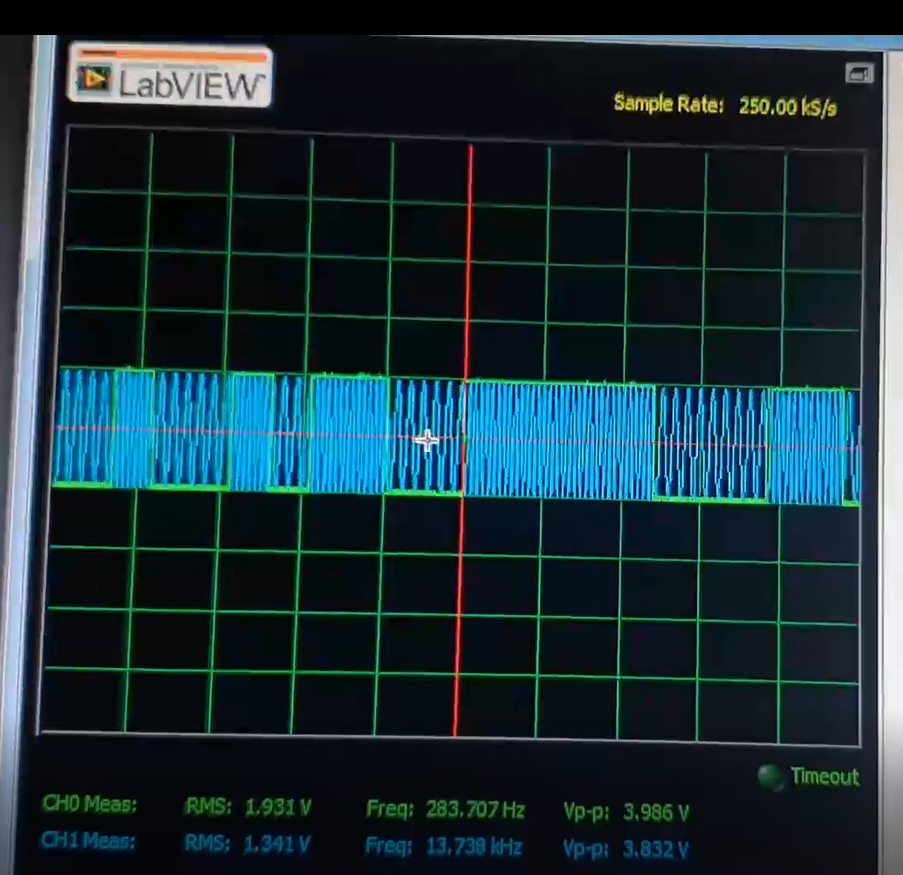 LabVIEW
Sample Rate: 250.00 kS/s
Timeout
CH0 Meas: RMS: 1.931 V Freq: 283.707 Hz Vp-p: 3.986 V
CH1 Meas: RMS: 1.341 V Freq: 13.738 kHz Vp-p: 3.832 V